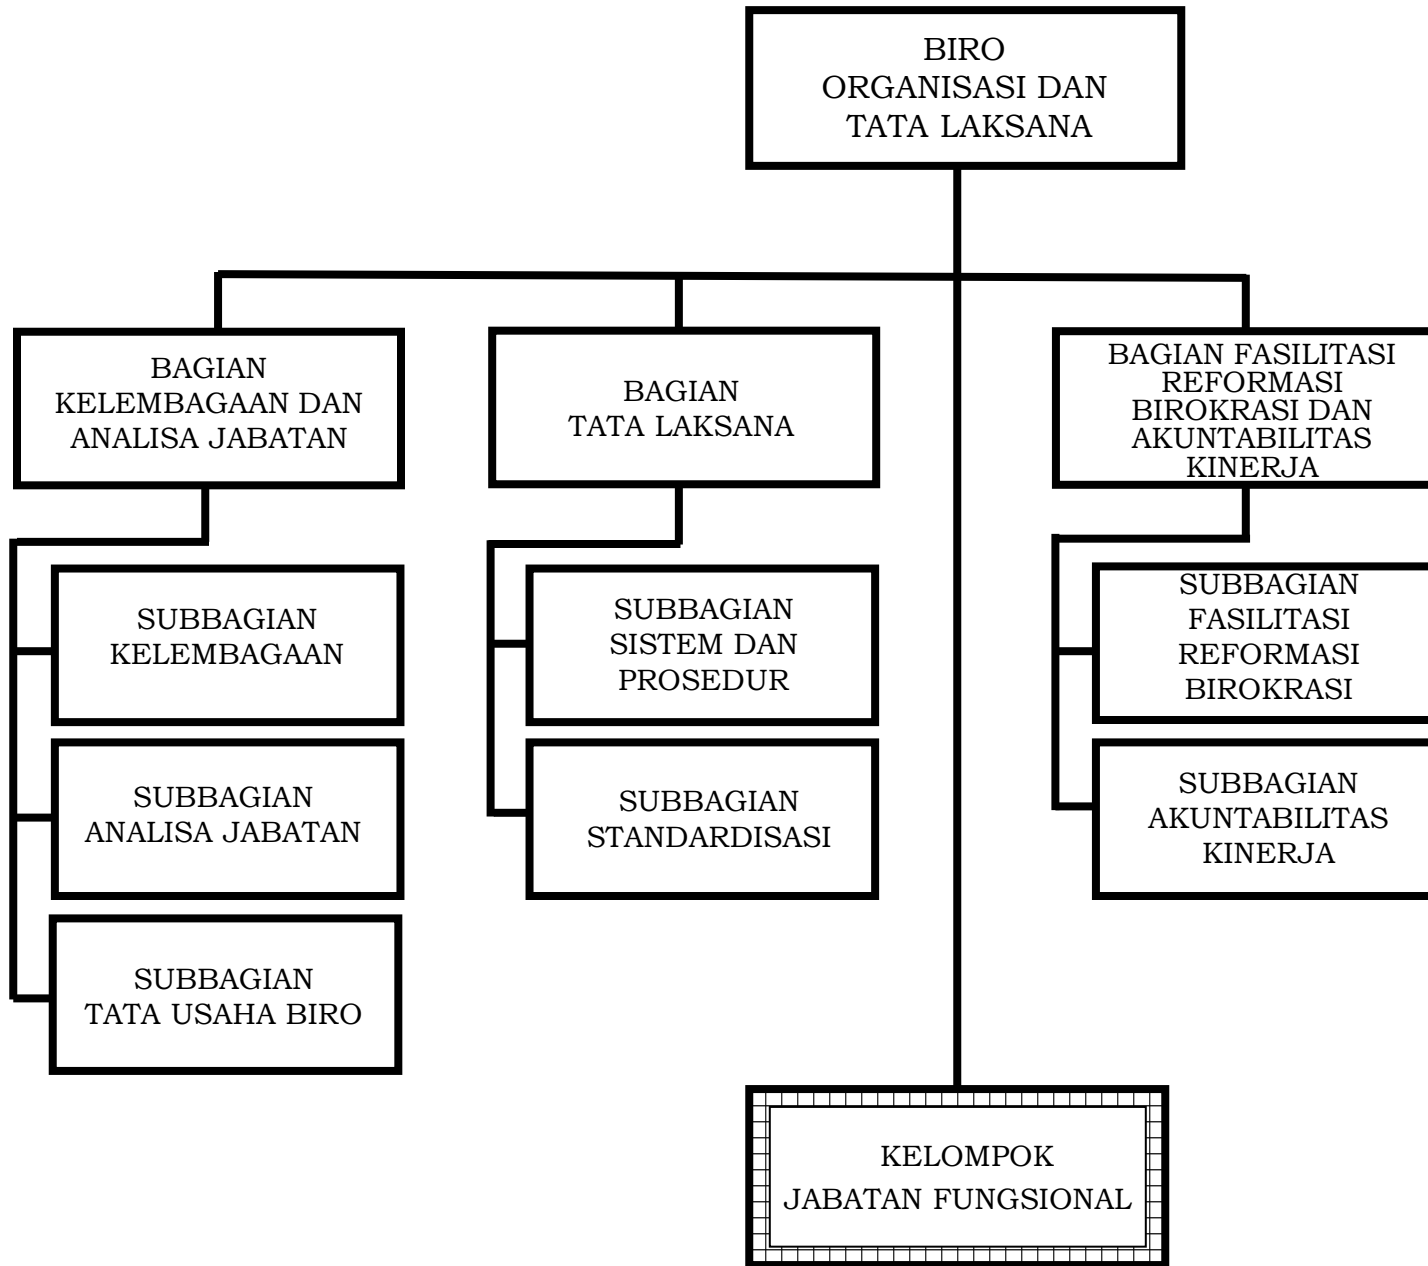 BIRO
ORGANISASI DAN
TATA LAKSANA
BAGIAN
KELEMBAGAAN DAN
ANALISA JABATAN
BAGIAN
TATA LAKSANA
BAGIAN FASILITASI
REFORMASI
BIROKRASI DAN
AKUNTABILITAS
KINERJA
SUBBAGIAN
KELEMBAGAAN
SUBBAGIAN
SISTEM DAN
PROSEDUR
SUBBAGIAN
FASILITASI
REFORMASI
BIROKRASI
SUBBAGIAN
ANALISA JABATAN
SUBBAGIAN
STANDARDISASI
SUBBAGIAN
AKUNTABILITAS
KINERJA
SUBBAGIAN
TATA USAHA BIRO
KELOMPOK
JABATAN FUNGSIONAL